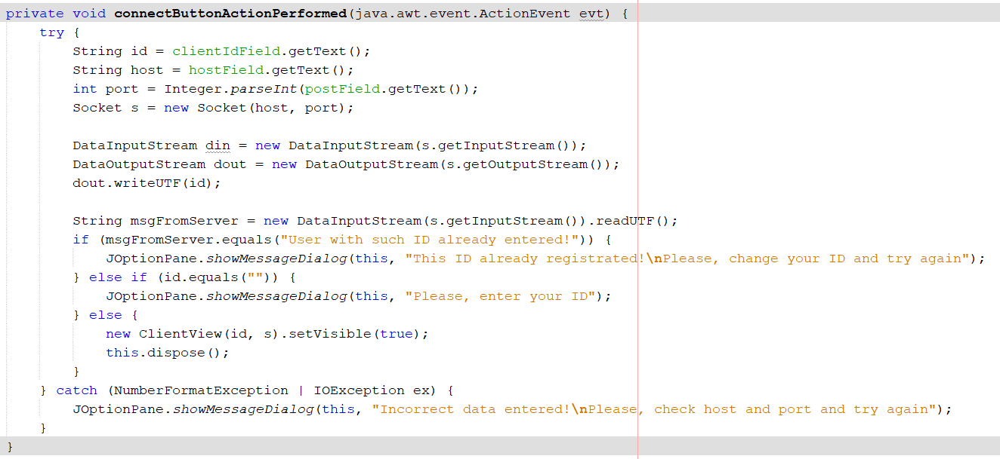 private void connectButtonActionPerformed(java.awt.event.ActionEvent evt) {
    try {
        String id = clientIdField.getText();
        String host = hostField.getText();
        int port = Integer.parseInt(postField.getText());
        Socket s = new Socket(host, port);

        DataInputStream din = new DataInputStream(s.getInputStream());
        DataOutputStream dout = new DataOutputStream(s.getOutputStream());
        dout.writeUTF(id);

        String msgFromServer = new DataInputStream(s.getInputStream()).readUTF();
        if (msgFromServer.equals("User with such ID already entered!")) {
            JOptionPane.showMessageDialog(this, "This ID already registrated!\nPlease, change your ID and try again");
        } else if (id.equals("")) {
            JOptionPane.showMessageDialog(this, "Please, enter your ID");
        } else {
            new ClientView(id, s).setVisible(true);
            this.dispose();
        }
    } catch (NumberFormatException | IOException ex) {
        JOptionPane.showMessageDialog(this, "Incorrect data entered!\nPlease, check host and port and try again");
    }
}